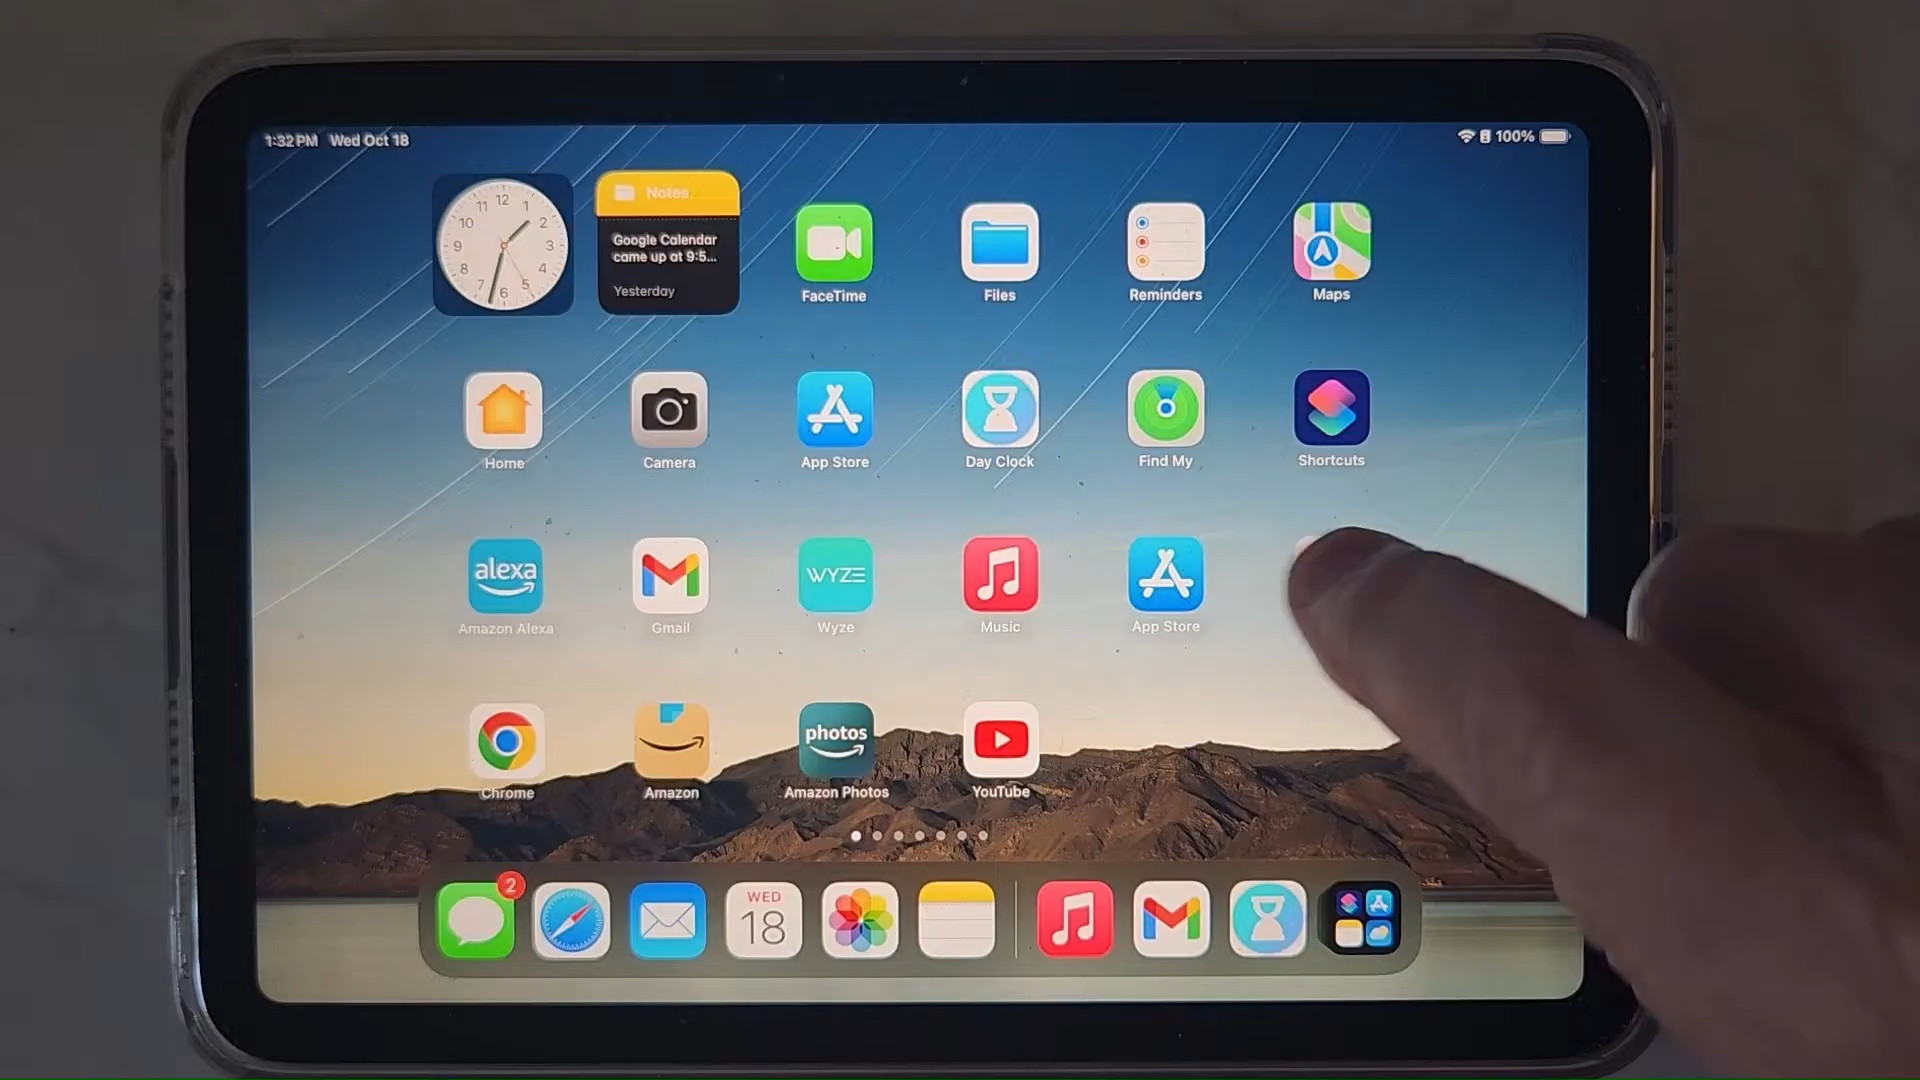 1:32 PM Wed Oct 18
100%
12
11 1
10 2
9 3
8 4
7 5
6
Notes
Google Calendar
came up at 9:5...
Yesterday
FaceTime
Files
Reminders
Maps
Home
Camera
App Store
Day Clock
Find My
Shortcuts
alexa
WYZE
Amazon Alexa
Gmail
Wyze
Music
App Store
photos
Chrome
Amazon
Amazon Photos
YouTube
2
WED
18